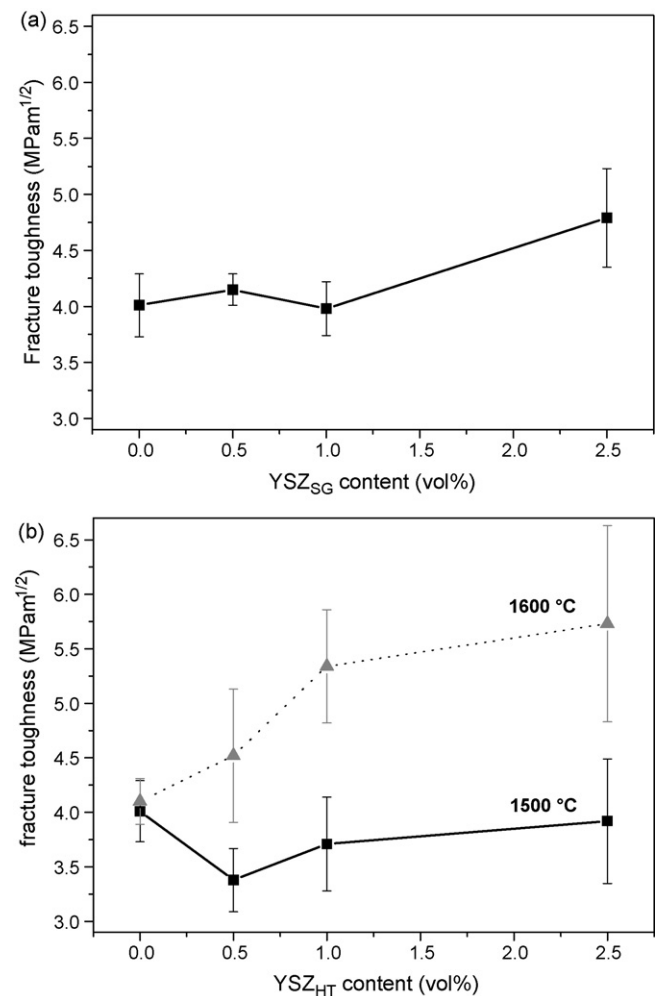 (a)
Fracture toughness (MPam1/2)
6.5
6.0
5.5
5.0
4.5
4.0
3.5
3.0
0.0 0.5 1.0 1.5 2.0 2.5
YSZSG content (vol%)
(b)
fracture toughness (MPam1/2)
6.5
6.0
5.5
5.0
4.5
4.0
3.5
3.0
1600 °C
1500 °C
0.0 0.5 1.0 1.5 2.0 2.5
YSZHT content (vol%)